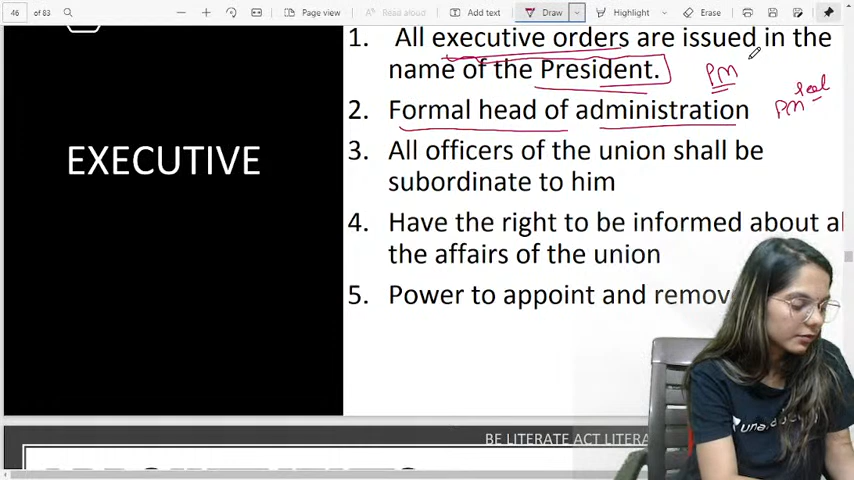 46 of 83 Page view Read aloud Add text Draw Highlight Erase
EXECUTIVE
1. All executive orders are issued in the
name of the President.
PM
2. Formal head of administration
PM real
3. All officers of the union shall be
subordinate to him
4. Have the right to be informed about al
the affairs of the union
5. Power to appoint and remov
BE LITERATE ACT LITERA